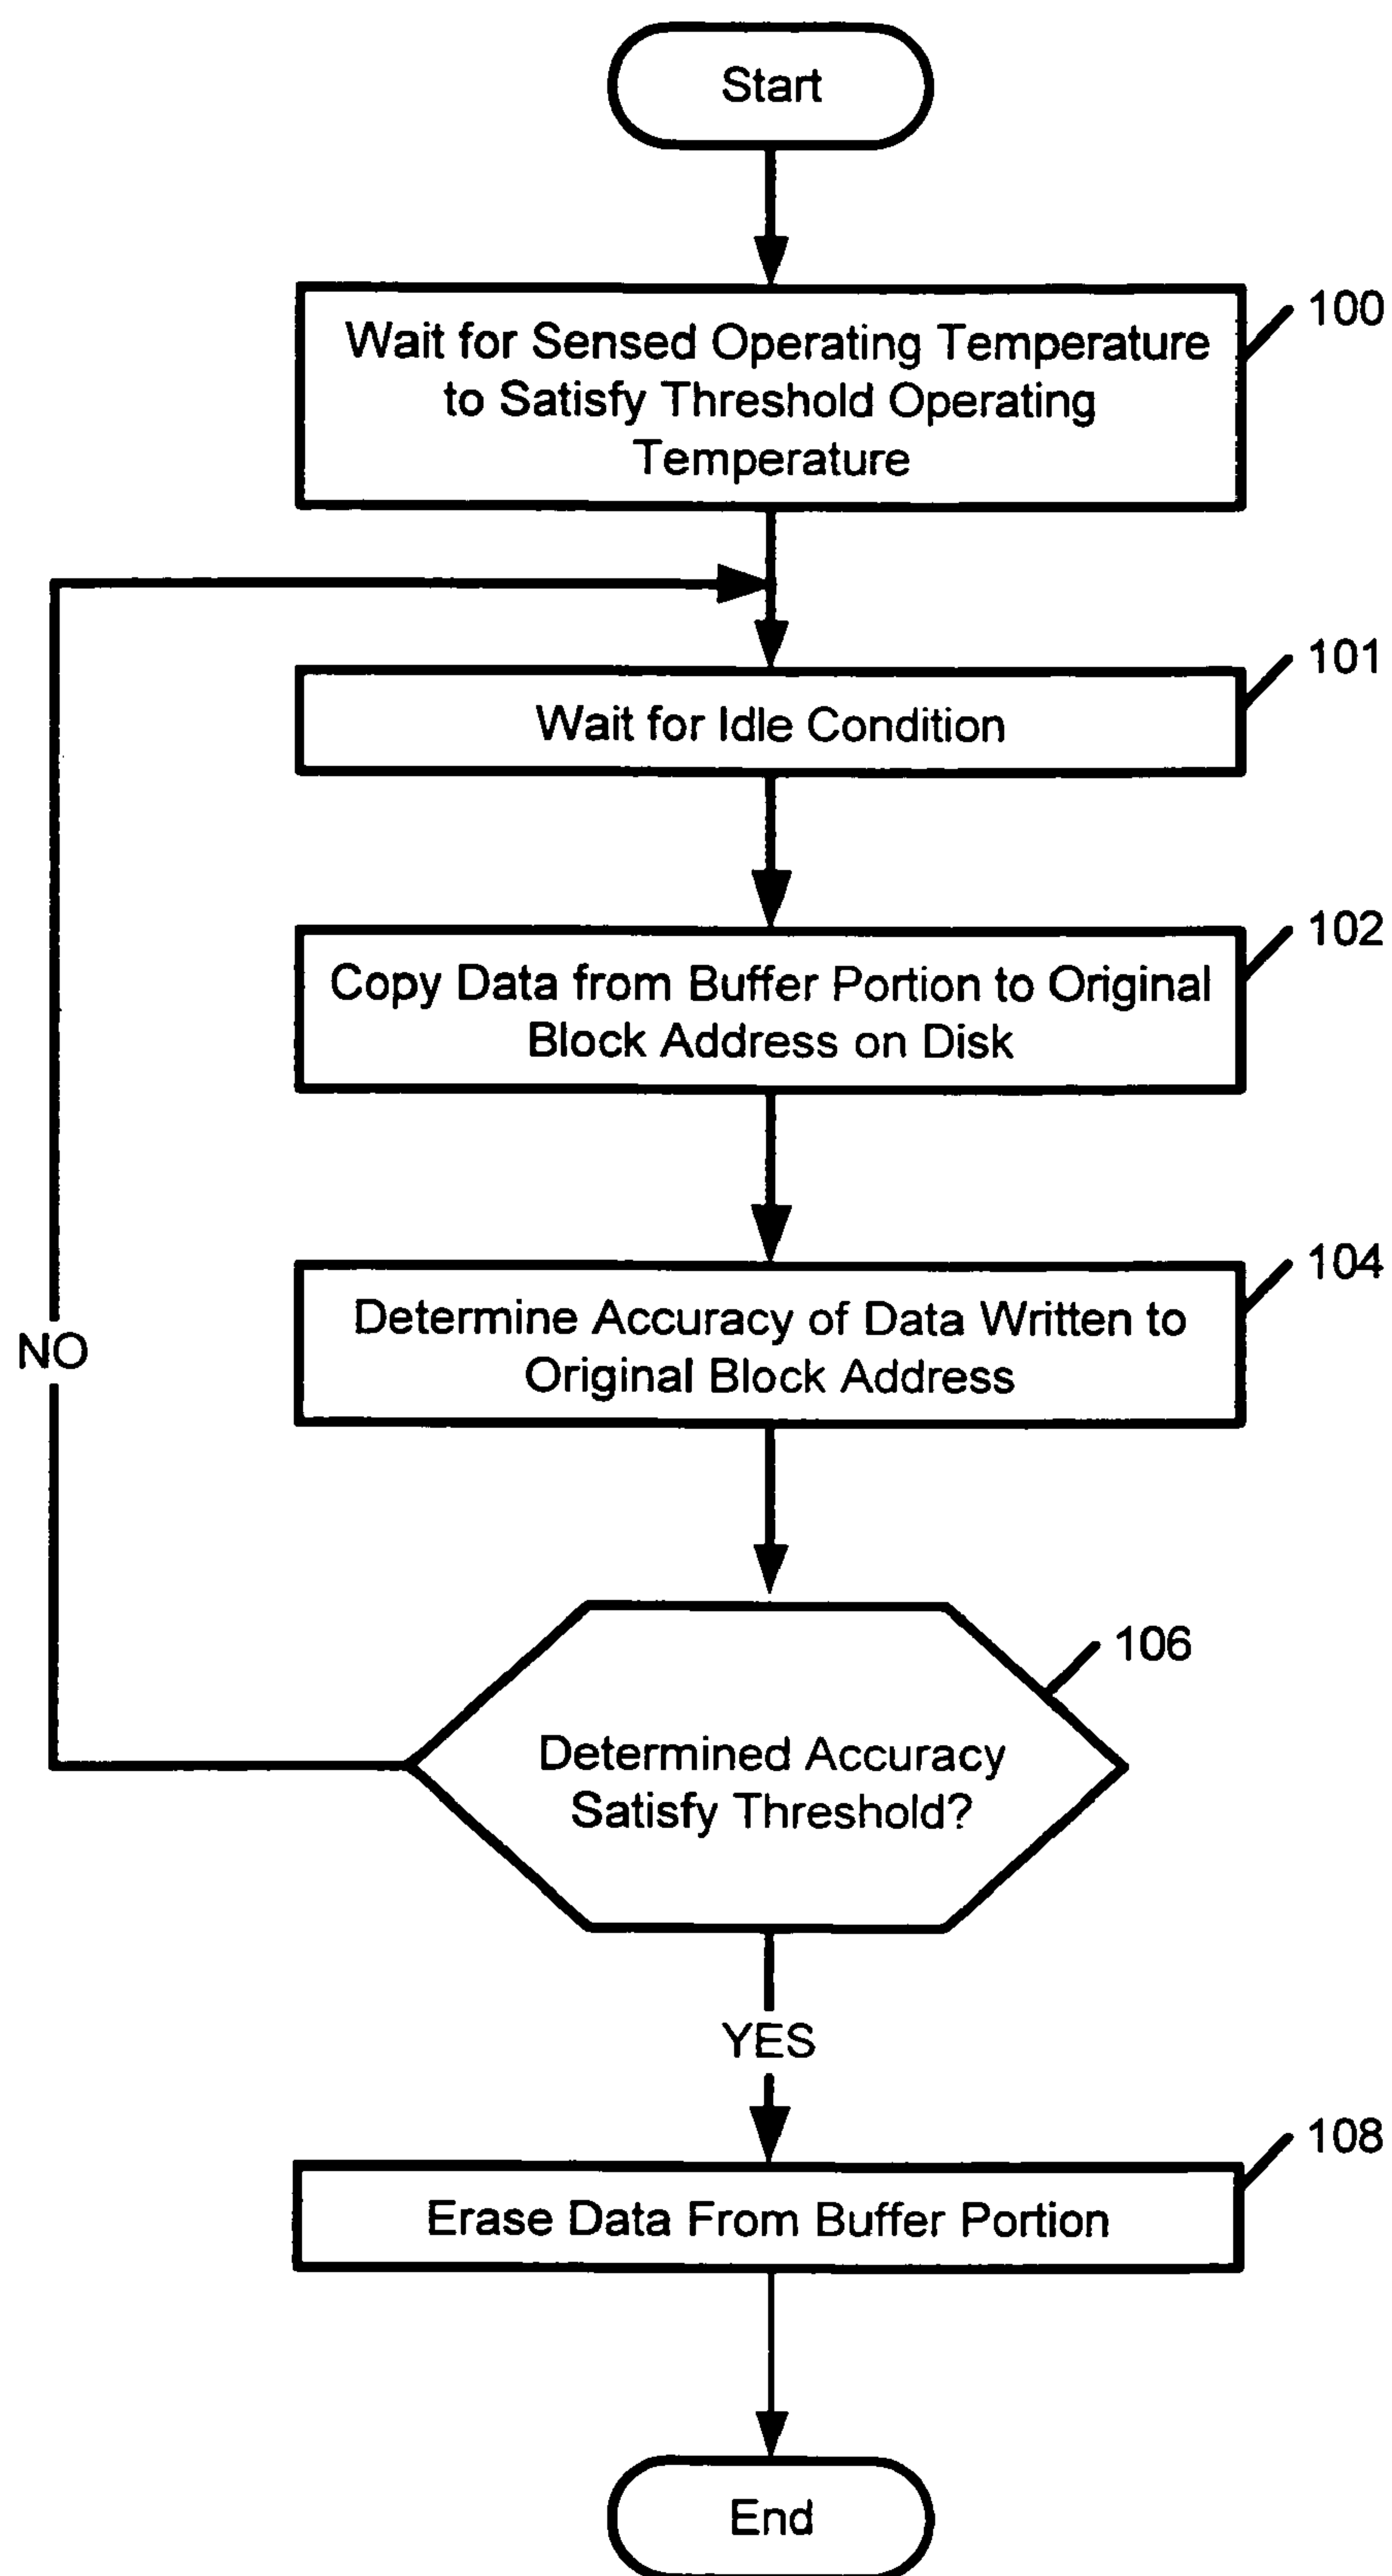 Start
100
Wait for Sensed Operating Temperature
to Satisfy Threshold Operating
Temperature
101
Wait for Idle Condition
102
Copy Data from Buffer Portion to Original
Block Address on Disk
104
Determine Accuracy of Data Written to
Original Block Address
NO
106
Determined Accuracy
Satisfy Threshold?
YES
108
Erase Data From Buffer Portion
End